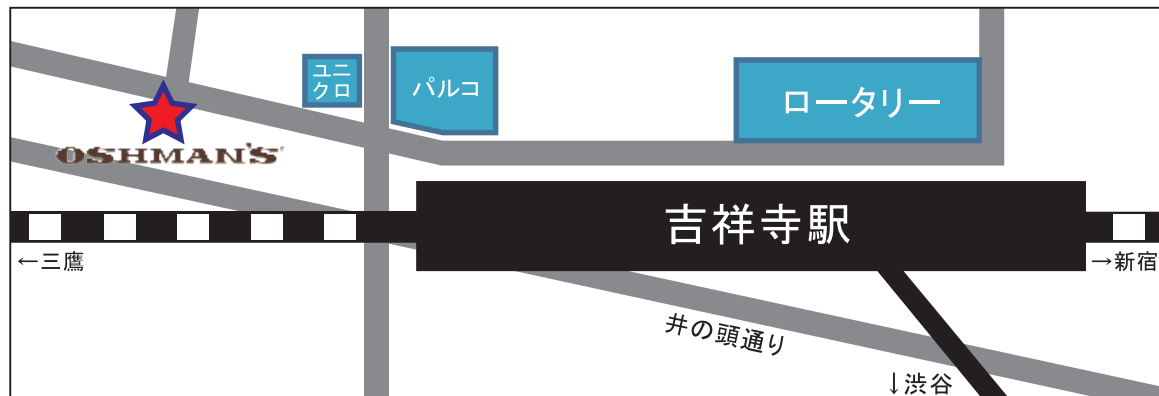 ユニ
クロ
パルコ
ロータリー
OSHMAN'S
吉祥寺駅
←三鷹
→新宿
井の頭通り
↓渋谷